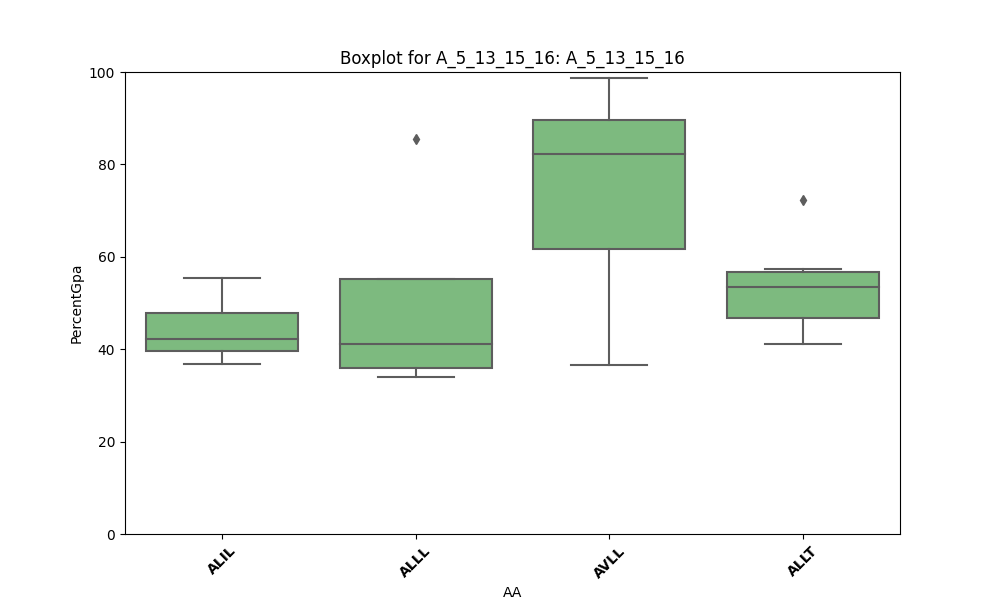 Boxplot for A_5_13_15_16: A_5_13_15_16
100
80
60
40
20
0
PercentGpa
ALIL
ALLL
AVLL
ALLT
AA